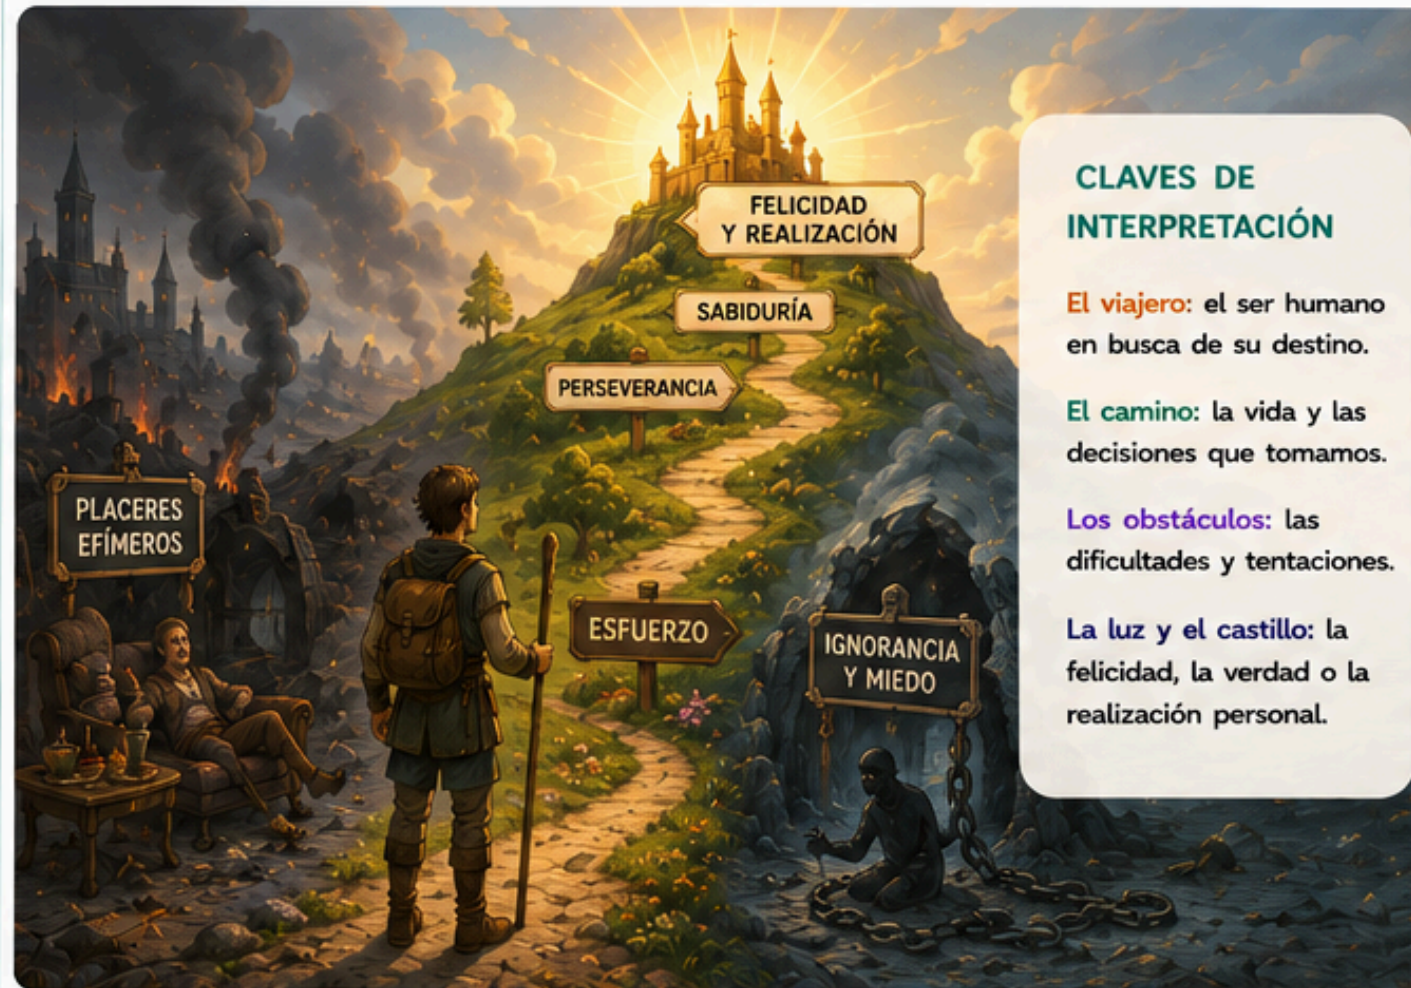 FELICIDAD
Y REALIZACIÓN
SABIDURÍA
PERSEVERANCIA
PLACERES
EFÍMEROS
ESFUERZO
IGNORANCIA
Y MIEDO
CLAVES DE
INTERPRETACIÓN
El viajero: el ser humano
en busca de su destino.
El camino: la vida y las
decisiones que tomamos.
Los obstáculos: las
dificultades y tentaciones.
La luz y el castillo: la
felicidad, la verdad o la
realización personal.